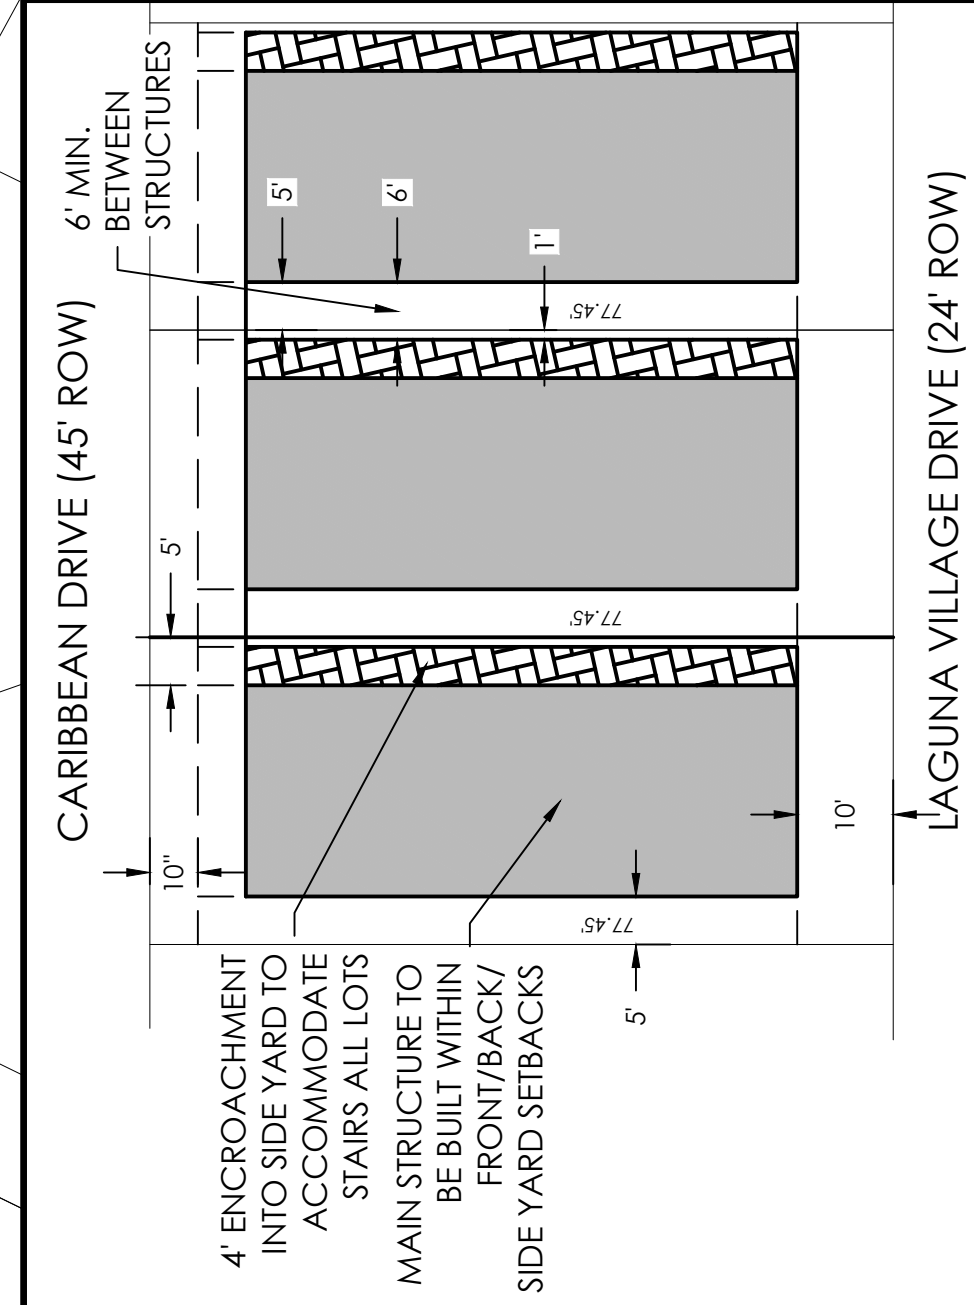 CARIBBEAN DRIVE (45' ROW)
6' MIN.
BETWEEN
STRUCTURES
5'
10"
5'
6'
1'
77.45'
77.45'
77.45'
5'
10'
4' ENCROACHMENT
INTO SIDE YARD TO
ACCOMMODATE
STAIRS ALL LOTS
MAIN STRUCTURE TO
BE BUILT WITHIN
FRONT/BACK/
SIDE YARD SETBACKS
LAGUNA VILLAGE DRIVE (24' ROW)